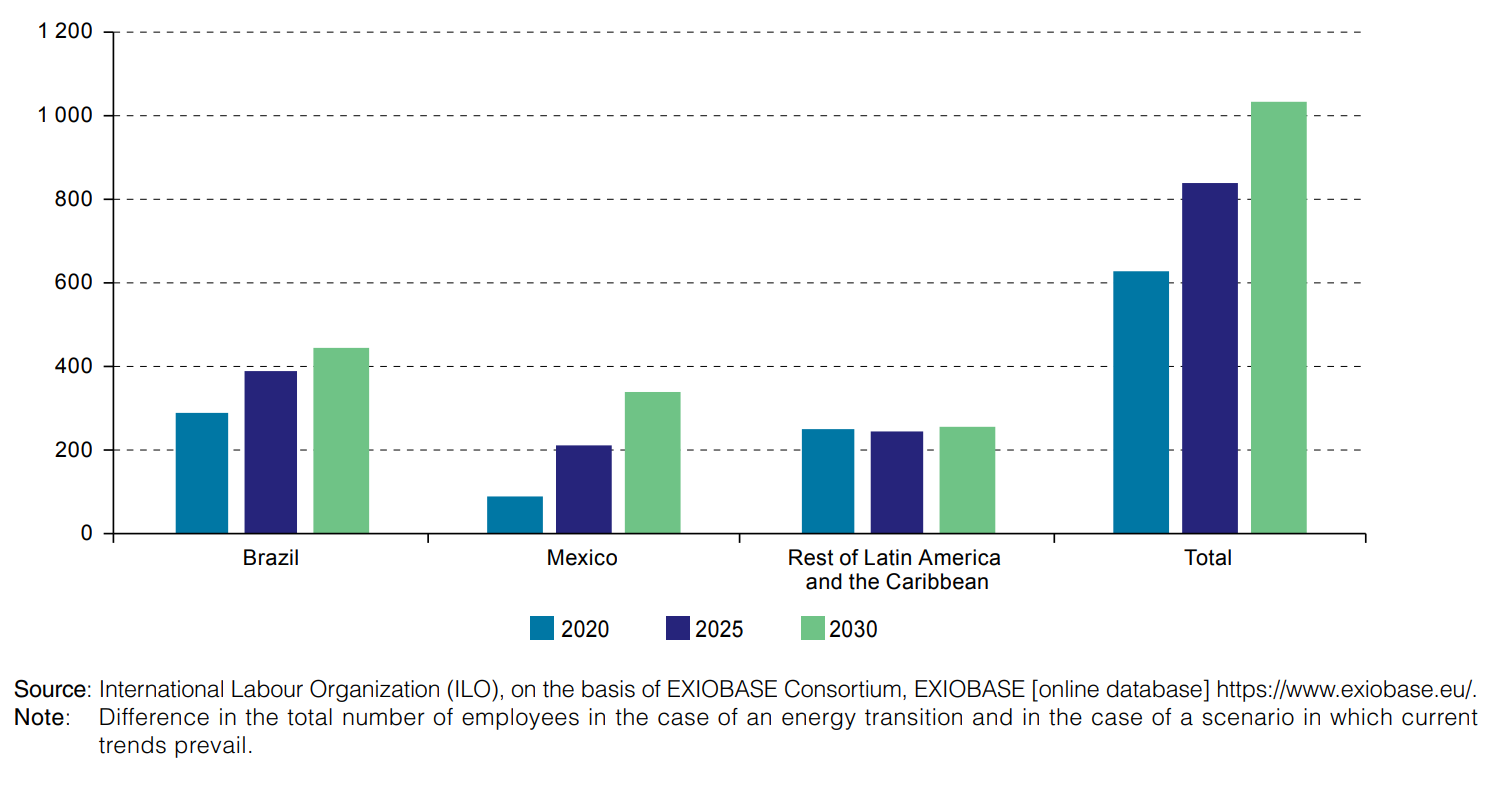 1 200
1 000
800
600
400
200
0
Brazil
Mexico
Rest of Latin America
and the Caribbean
Total
2020
2025
2030
Source: International Labour Organization (ILO), on the basis of EXIOBASE Consortium, EXIOBASE [online database] https://www.exiobase.eu/.
Note: Difference in the total number of employees in the case of an energy transition and in the case of a scenario in which current
trends prevail.